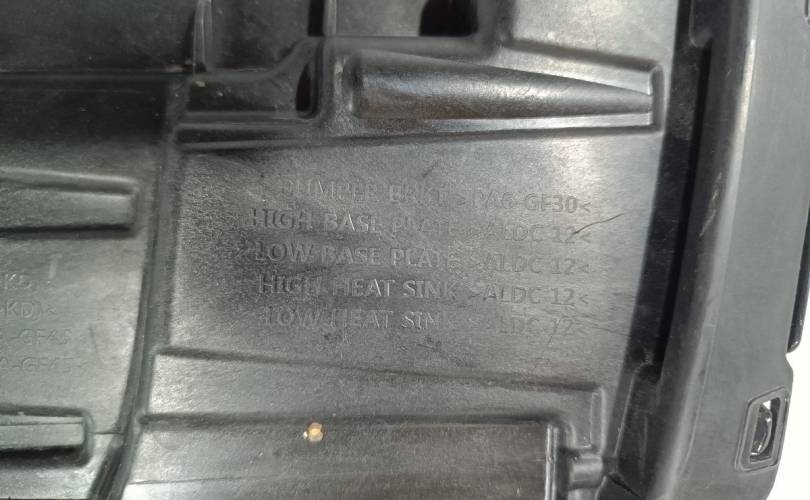 BUMPER BRKT >PA6-GF30<
HIGH BASE PLATE >ALDC 12<
LOW BASE PLATE >ALDC 12<
HIGH HEAT SINK >ALDC 12<
LOW HEAT SINK >ALDC 12<